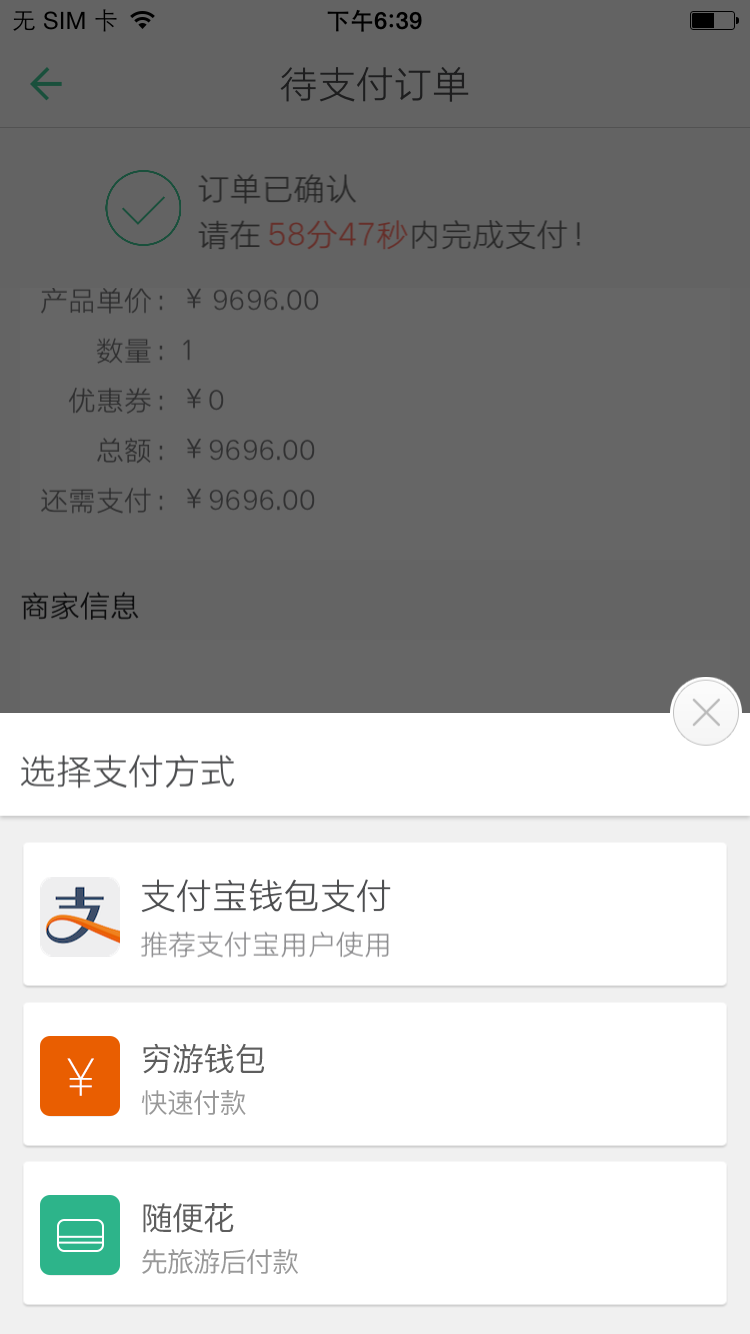 无 SIM 卡
下午6:39
待支付订单
订单已确认
请在 58分47秒内完成支付！
产品单价： ￥ 9696.00
数量： 1
优惠券： ￥0
总额： ￥9696.00
还需支付： ￥9696.00
商家信息
选择支付方式
支
支付宝钱包支付
推荐支付宝用户使用
￥
穷游钱包
快速付款
随便花
先旅游后付款